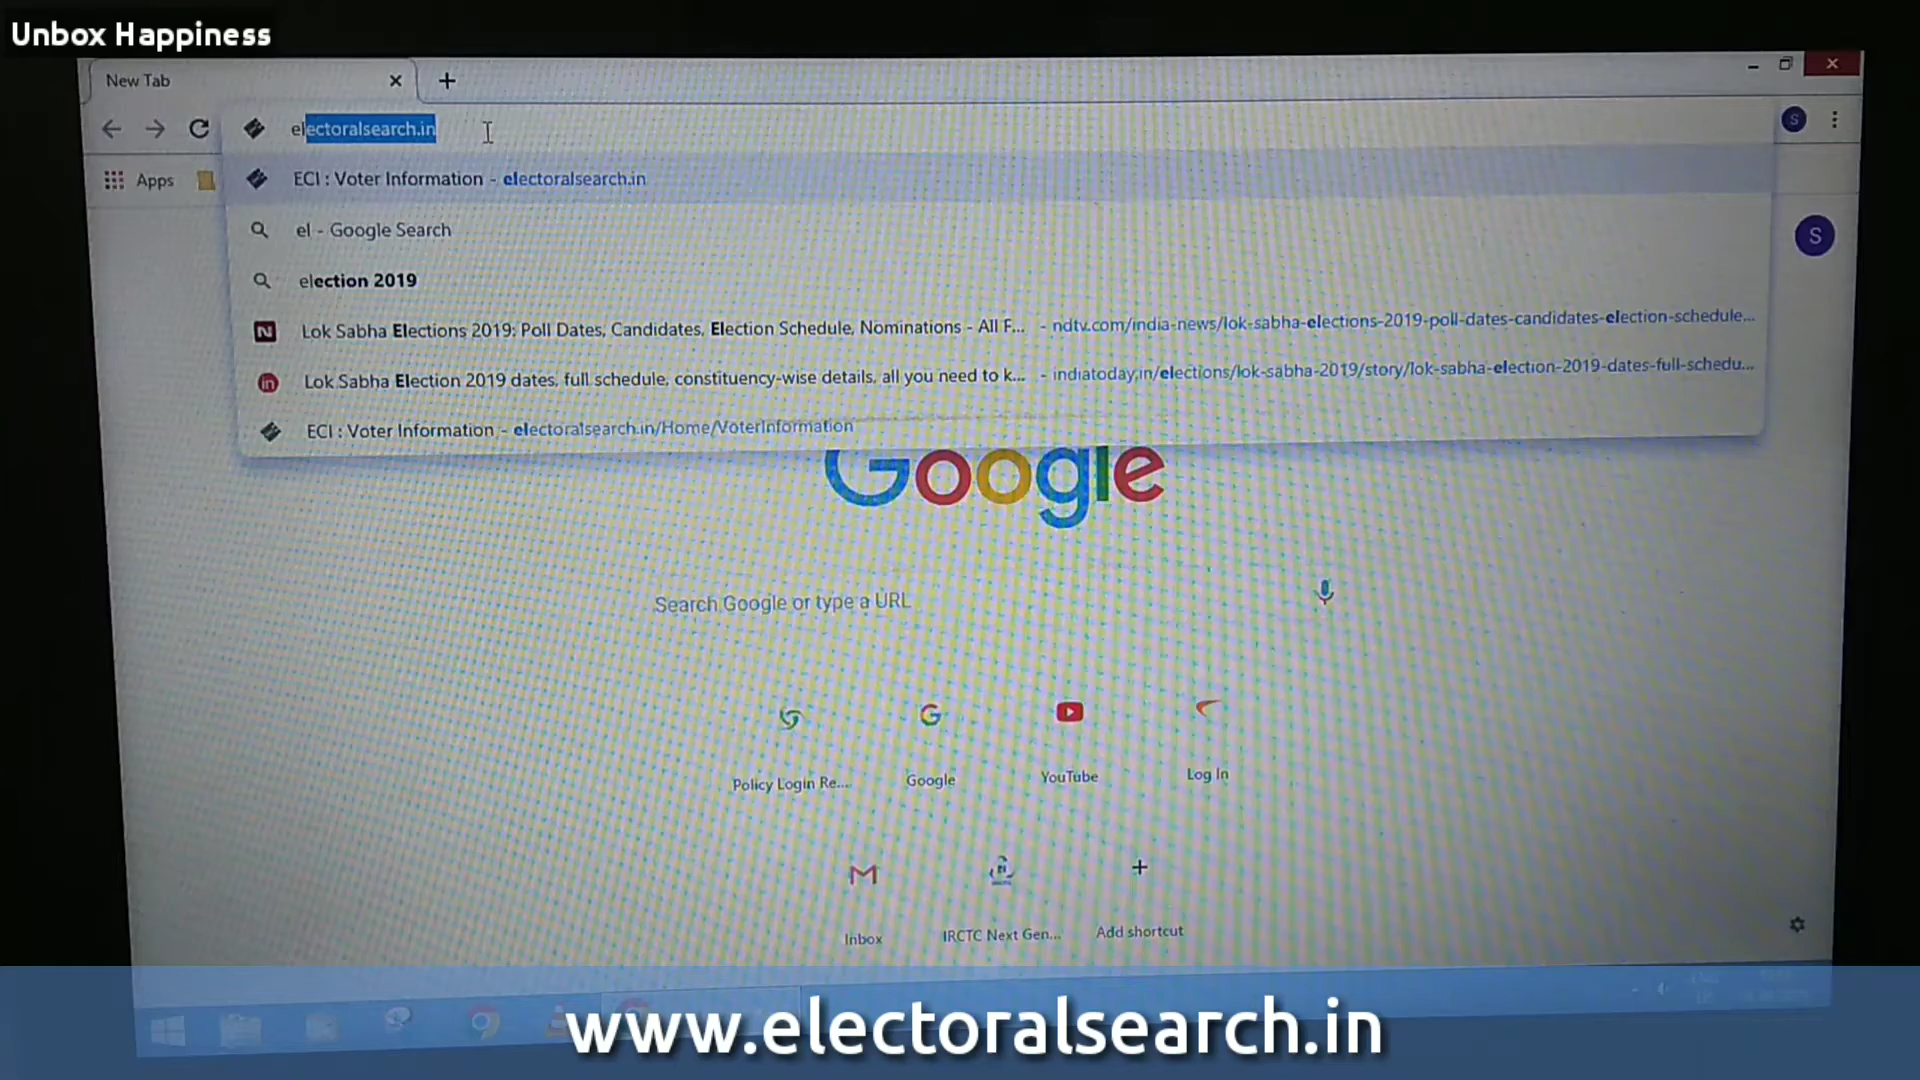 Unbox Happiness
New Tab
electoralsearch.in
S
Apps
ECI : Voter Information - electoralsearch.in
el - Google Search
S
election 2019
N Lok Sabha Elections 2019: Poll Dates, Candidates, Election Schedule, Nominations - All F... - ndtv.com/india-news/lok-sabha-elections-2019-poll-dates-candidates-election-schedule...
in Lok Sabha Election 2019 dates, full schedule, constituency-wise details, all you need to k... - indiatoday.in/elections/lok-sabha-2019/story/lok-sabha-election-2019-dates-full-schedu...
ECI : Voter Information - electoralsearch.in/Home/VoterInformation
Google
Search Google or type a URL
Policy Login Re... Google YouTube Log In
Inbox IRCTC Next Gen... Add shortcut
www.electoralsearch.in